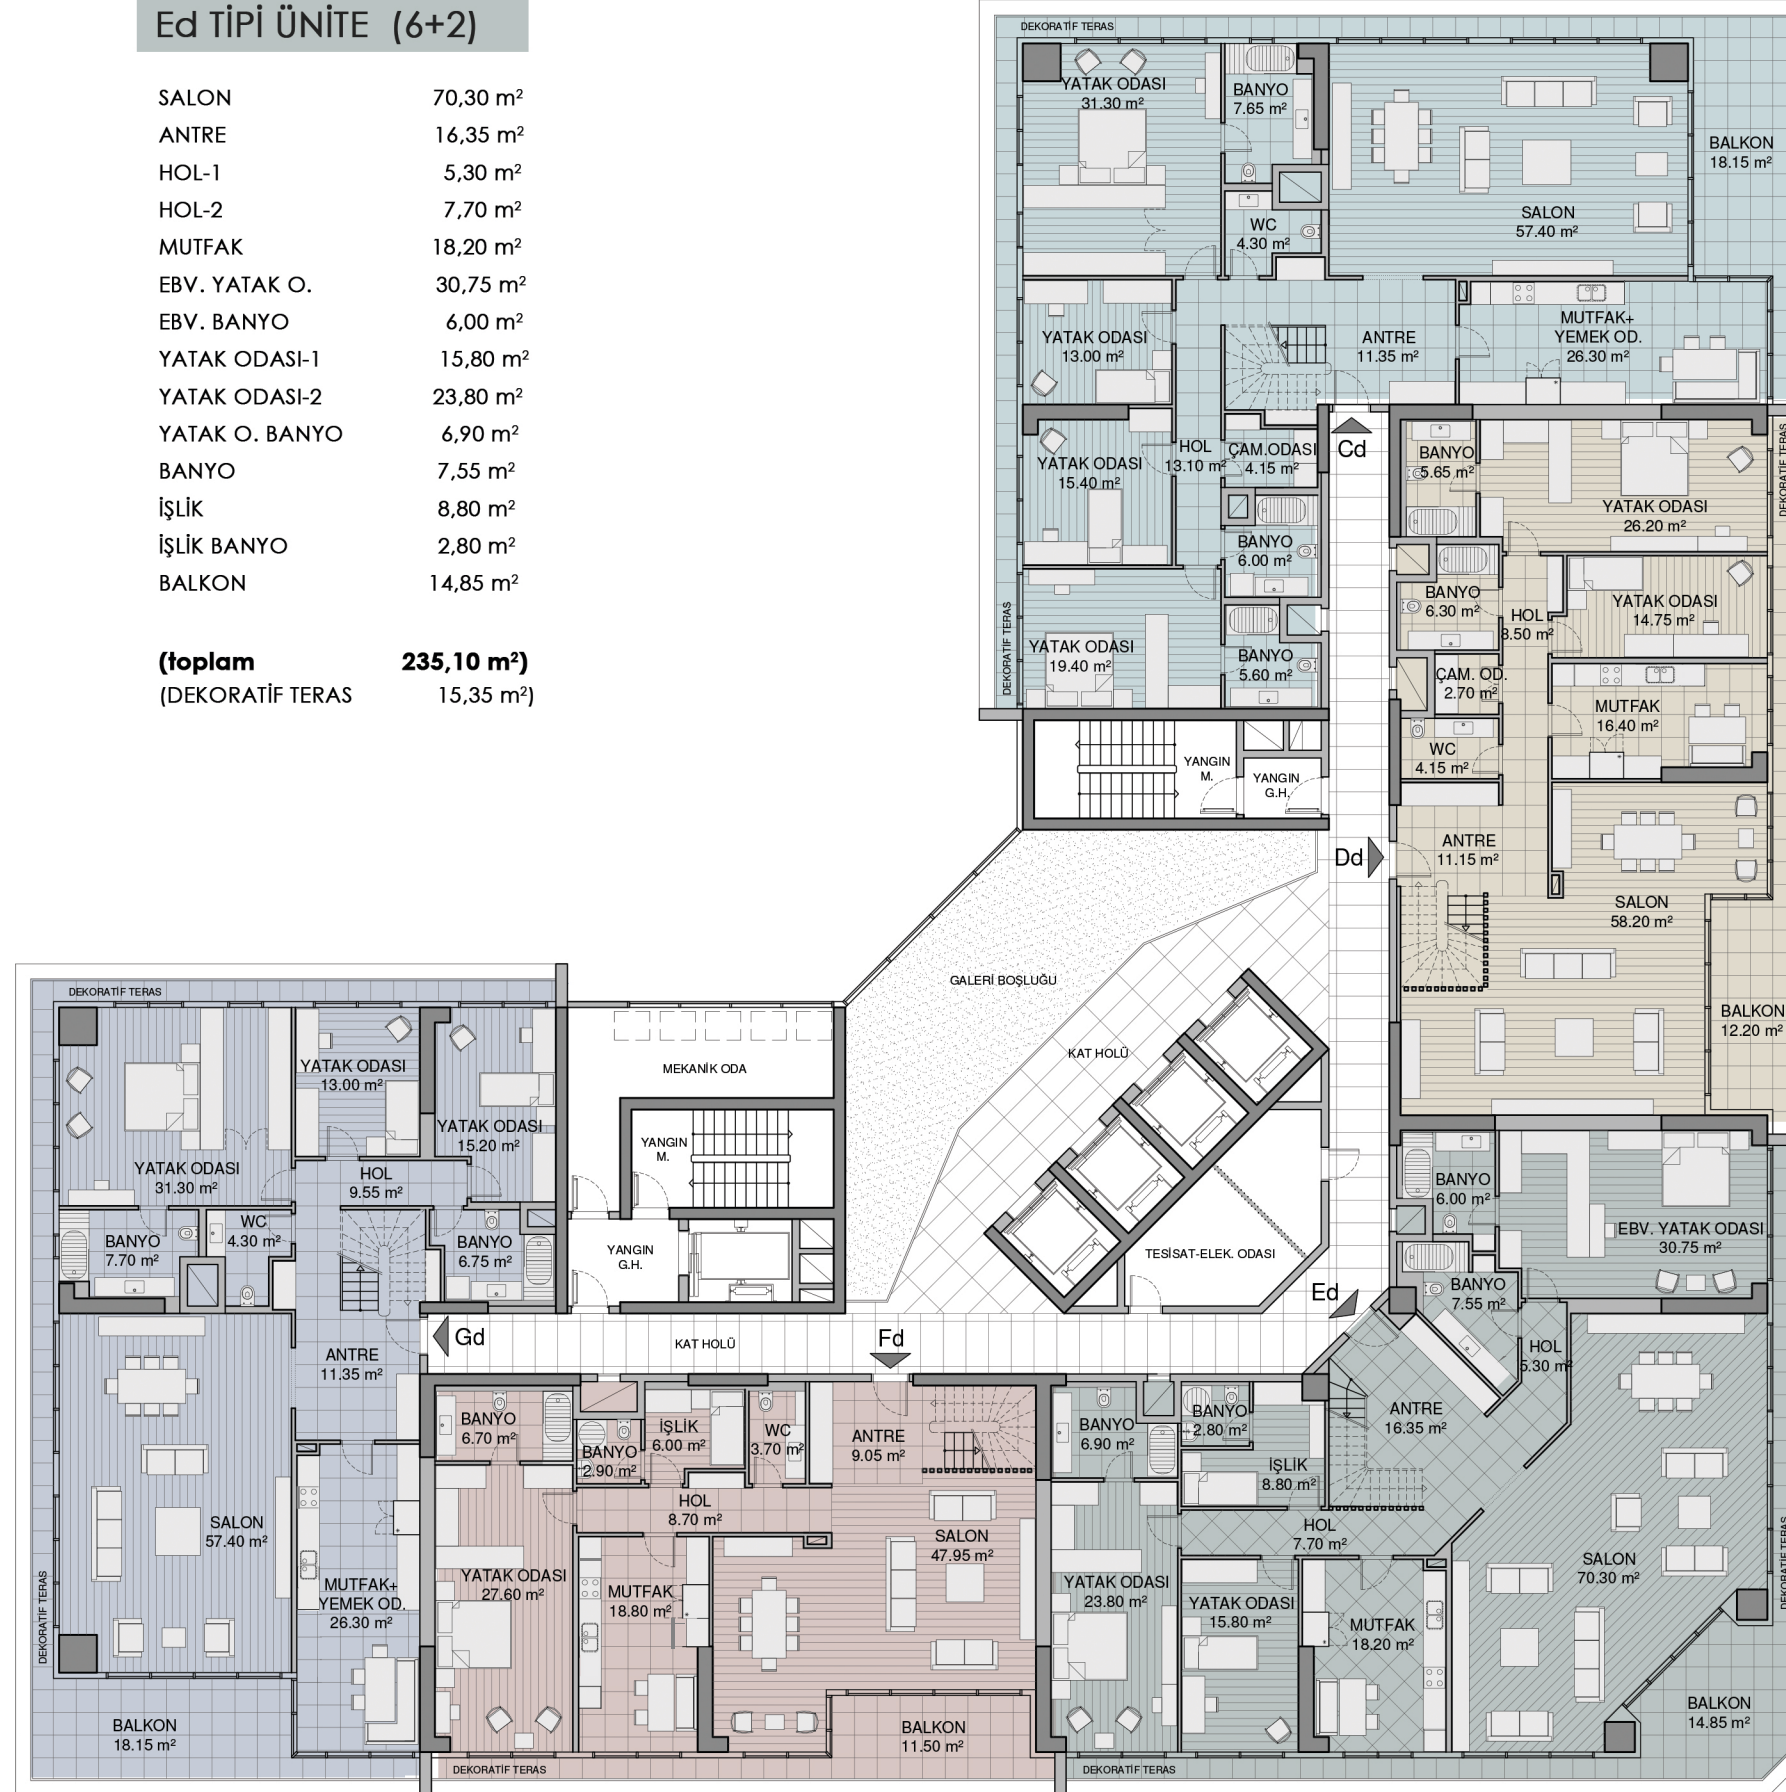 Ed TİPİ ÜNİTE (6+2)
SALON 70,30 m²
ANTRE 16,35 m²
HOL-1 5,30 m²
HOL-2 7,70 m²
MUTFAK 18,20 m²
EBV. YATAK O. 30,75 m²
EBV. BANYO 6,00 m²
YATAK ODASI-1 15,80 m²
YATAK ODASI-2 23,80 m²
YATAK O. BANYO 6,90 m²
BANYO 7,55 m²
İŞLİK 8,80 m²
İŞLİK BANYO 2,80 m²
BALKON 14,85 m²
(toplam 235,10 m²)
(DEKORATİF TERAS 15,35 m²)
DEKORATİF TERAS
YATAK ODASI
31.30 m²
BANYO
7.65 m²
BALKON
18.15 m²
SALON
57.40 m²
WC
4.30 m²
YATAK ODASI
13.00 m²
ANTRE
11.35 m²
MUTFAK+
YEMEK OD.
26.30 m²
Cd
YATAK ODASI
15.40 m²
HOL
13.10 m²
ÇAM.ODASI
4.15 m²
BANYO
6.00 m²
DEKORATİF TERAS
YATAK ODASI
19.40 m²
BANYO
5.60 m²
BANYO
5.65 m²
YATAK ODASI
26.20 m²
DEKORATİF TERAS
BANYO
6.30 m²
HOL
8.50 m²
YATAK ODASI
14.75 m²
ÇAM. OD.
2.70 m²
MUTFAK
16.40 m²
WC
4.15 m²
YANGIN
M.
YANGIN
G.H.
Dd
ANTRE
11.15 m²
SALON
58.20 m²
BALKON
12.20 m²
GALERİ BOŞLUĞU
KAT HOLÜ
TESİSAT-ELEK. ODASI
MEKANİK ODA
YANGIN
M.
YANGIN
G.H.
DEKORATİF TERAS
YATAK ODASI
13.00 m²
YATAK ODASI
15.20 m²
YATAK ODASI
31.30 m²
HOL
9.55 m²
BANYO
7.70 m²
WC
4.30 m²
BANYO
6.75 m²
Gd
KAT HOLÜ
Fd
Ed
ANTRE
11.35 m²
SALON
57.40 m²
MUTFAK+
YEMEK OD.
26.30 m²
DEKORATİF TERAS
BALKON
18.15 m²
BANYO
6.70 m²
BANYO
2.90 m²
İŞLİK
6.00 m²
WC
3.70 m²
ANTRE
9.05 m²
HOL
8.70 m²
SALON
47.95 m²
YATAK ODASI
27.60 m²
MUTFAK
18.80 m²
BALKON
11.50 m²
DEKORATİF TERAS
BANYO
6.00 m²
EBV. YATAK ODASI
30.75 m²
BANYO
7.55 m²
HOL
5.30 m²
ANTRE
16.35 m²
BANYO
6.90 m²
BANYO
2.80 m²
İŞLİK
8.80 m²
HOL
7.70 m²
SALON
70.30 m²
YATAK ODASI
23.80 m²
YATAK ODASI
15.80 m²
MUTFAK
18.20 m²
DEKORATİF TERAS
BALKON
14.85 m²
DEKORATİF TERAS